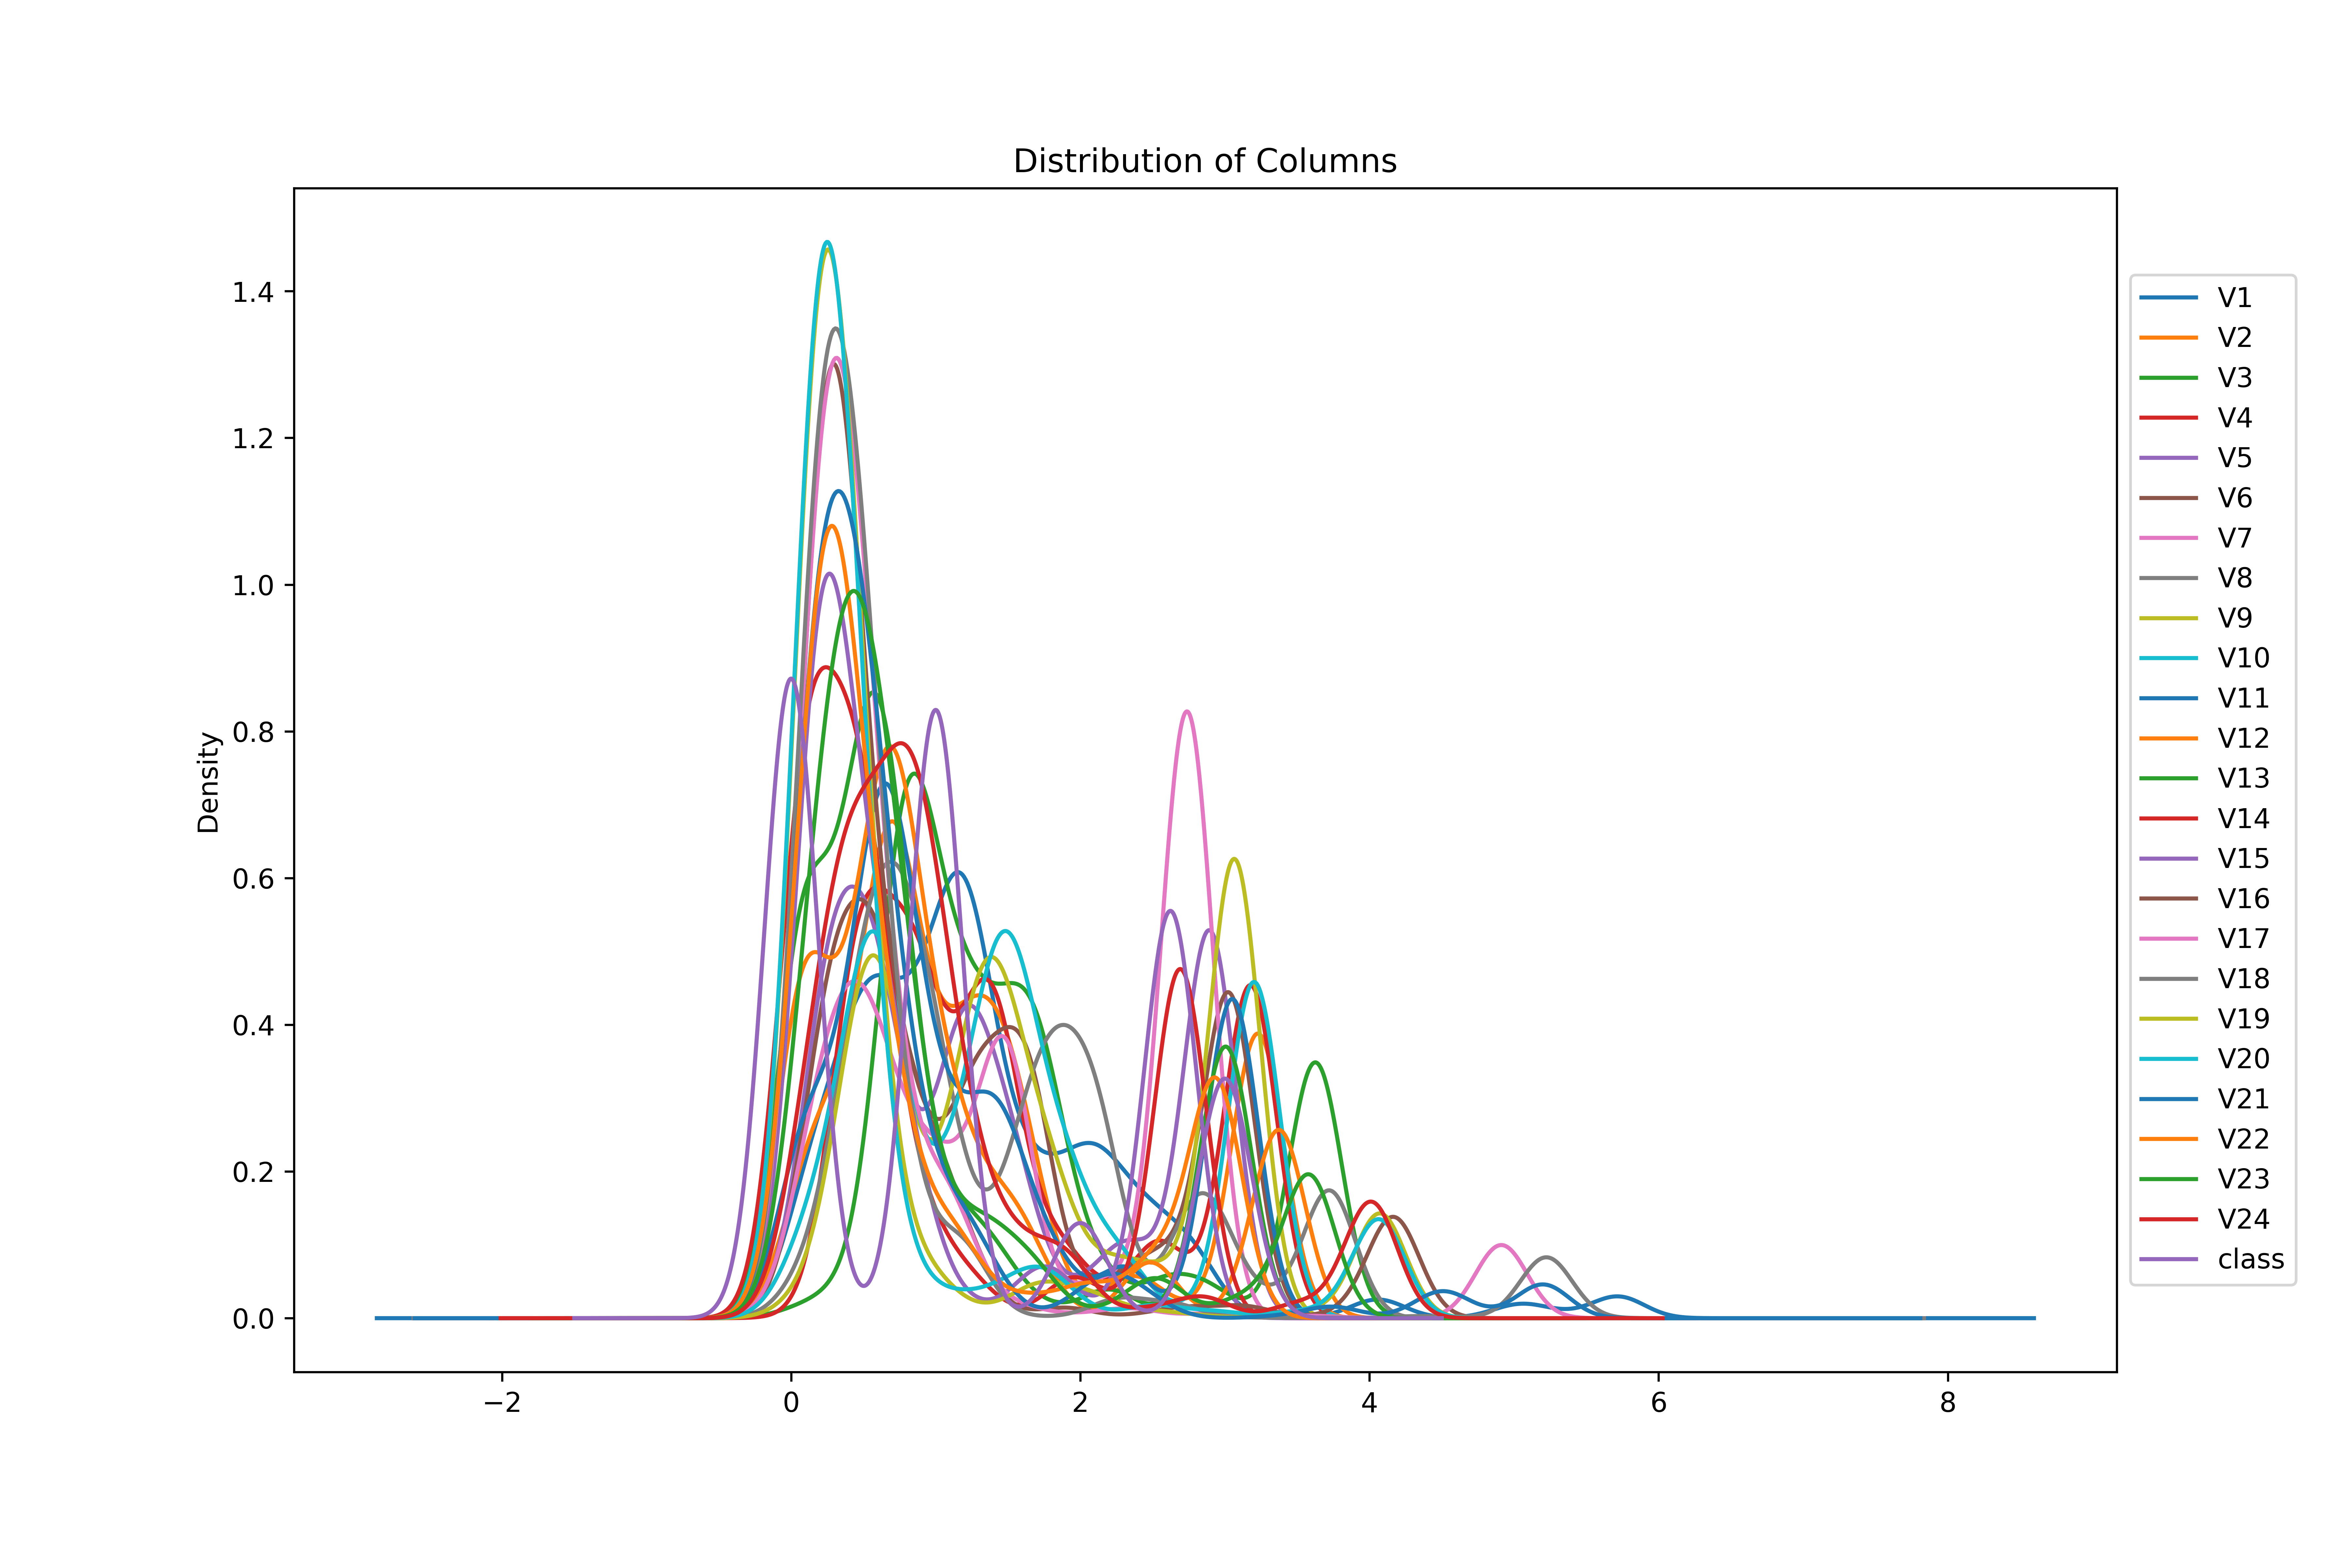 Distribution of Columns
Density
1.4
1.2
1.0
0.8
0.6
0.4
0.2
0.0
−2
0
2
4
6
8
V1
V2
V3
V4
V5
V6
V7
V8
V9
V10
V11
V12
V13
V14
V15
V16
V17
V18
V19
V20
V21
V22
V23
V24
class